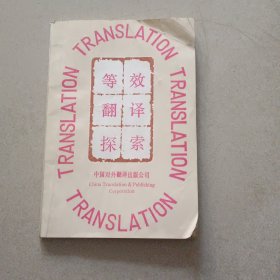 TRANSLATION
TRANSLATION
TRANSLATION
TRANSLATION
等效
翻译
探索
中国对外翻译出版公司
China Translation & Publishing
Corporation